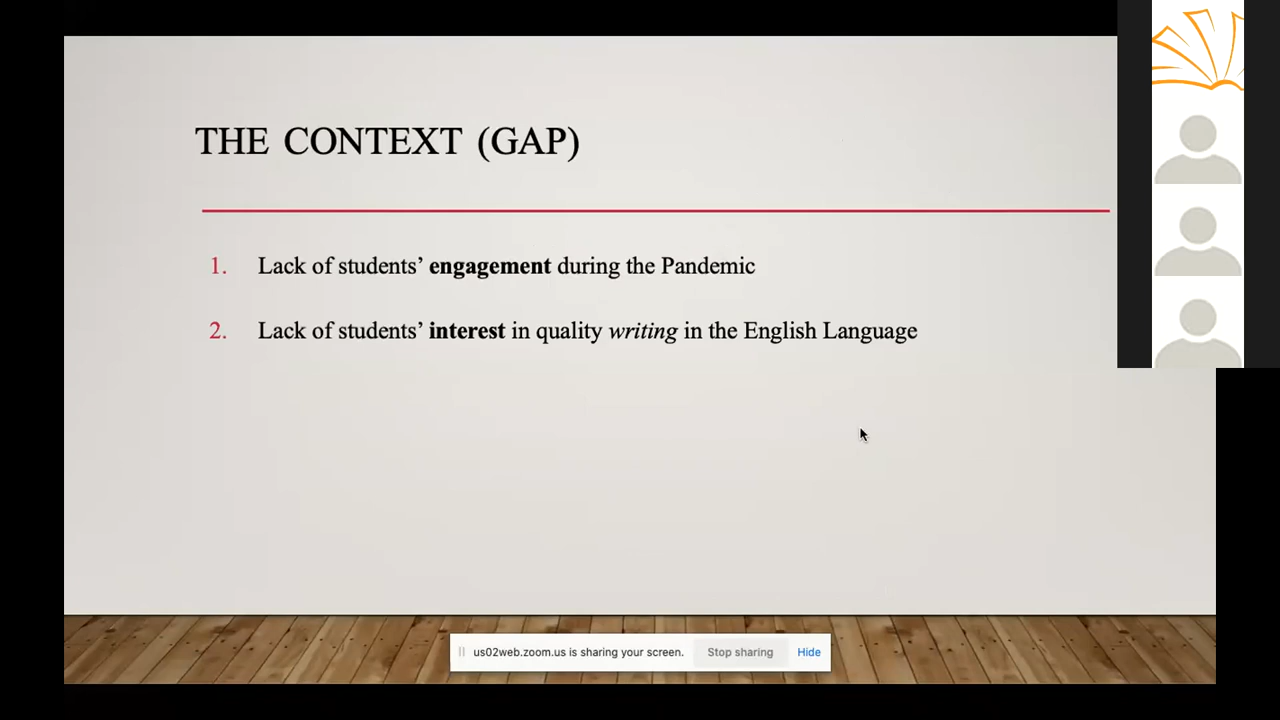 THE CONTEXT (GAP)
1. Lack of students’ engagement during the Pandemic
2. Lack of students’ interest in quality writing in the English Language
us02web.zoom.us is sharing your screen. Stop sharing Hide